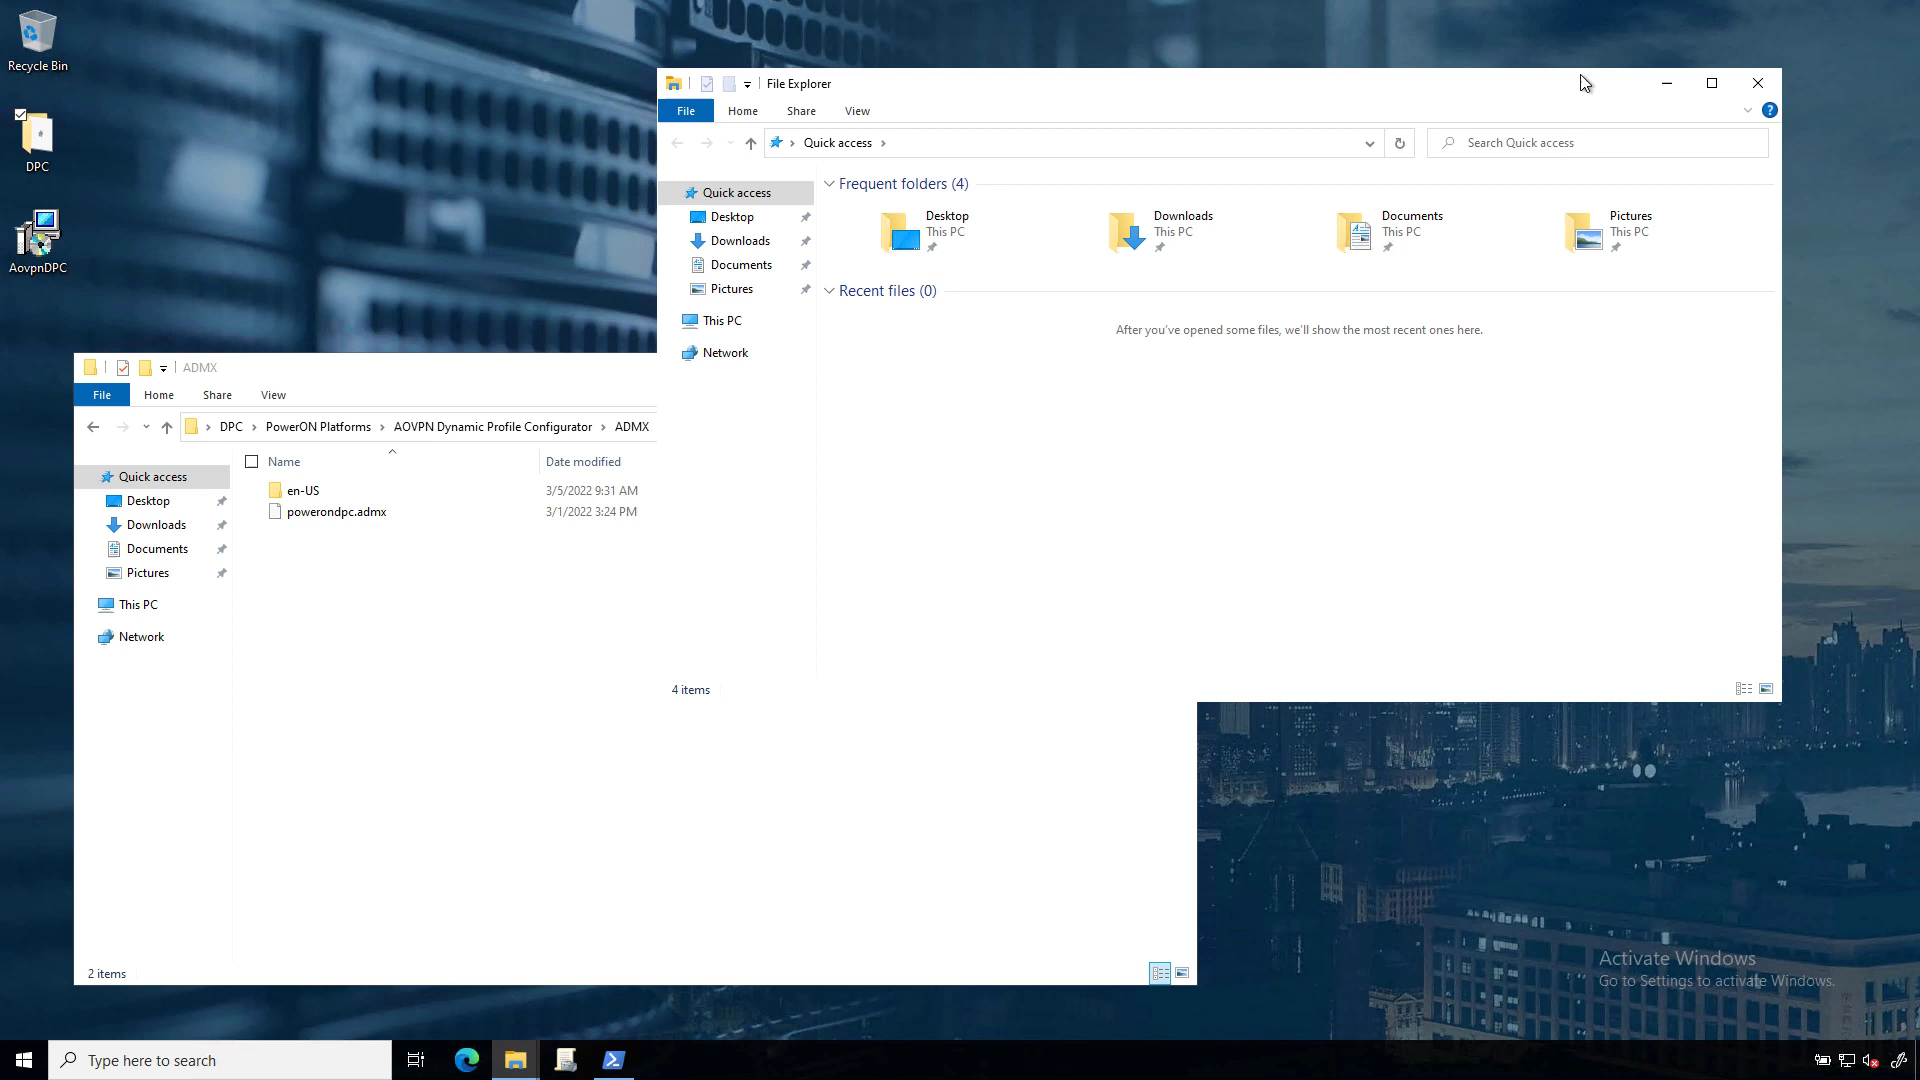 Recycle Bin
DPC
AovpnDPC
File Explorer
File
Home
Share
View
Quick access
Search Quick access
Quick access
Desktop
Downloads
Documents
Pictures
This PC
Network
Frequent folders (4)
Desktop
This PC
Downloads
This PC
Documents
This PC
Pictures
This PC
Recent files (0)
After you've opened some files, we'll show the most recent ones here.
4 items
ADMX
File
Home
Share
View
DPC
PowerON Platforms
AOVPN Dynamic Profile Configurator
ADMX
Quick access
Desktop
Downloads
Documents
Pictures
This PC
Network
Name
Date modified
en-US
3/5/2022 9:31 AM
powerondpc.admx
3/1/2022 3:24 PM
2 items
Activate Windows
Go to Settings to activate Windows.
Type here to search